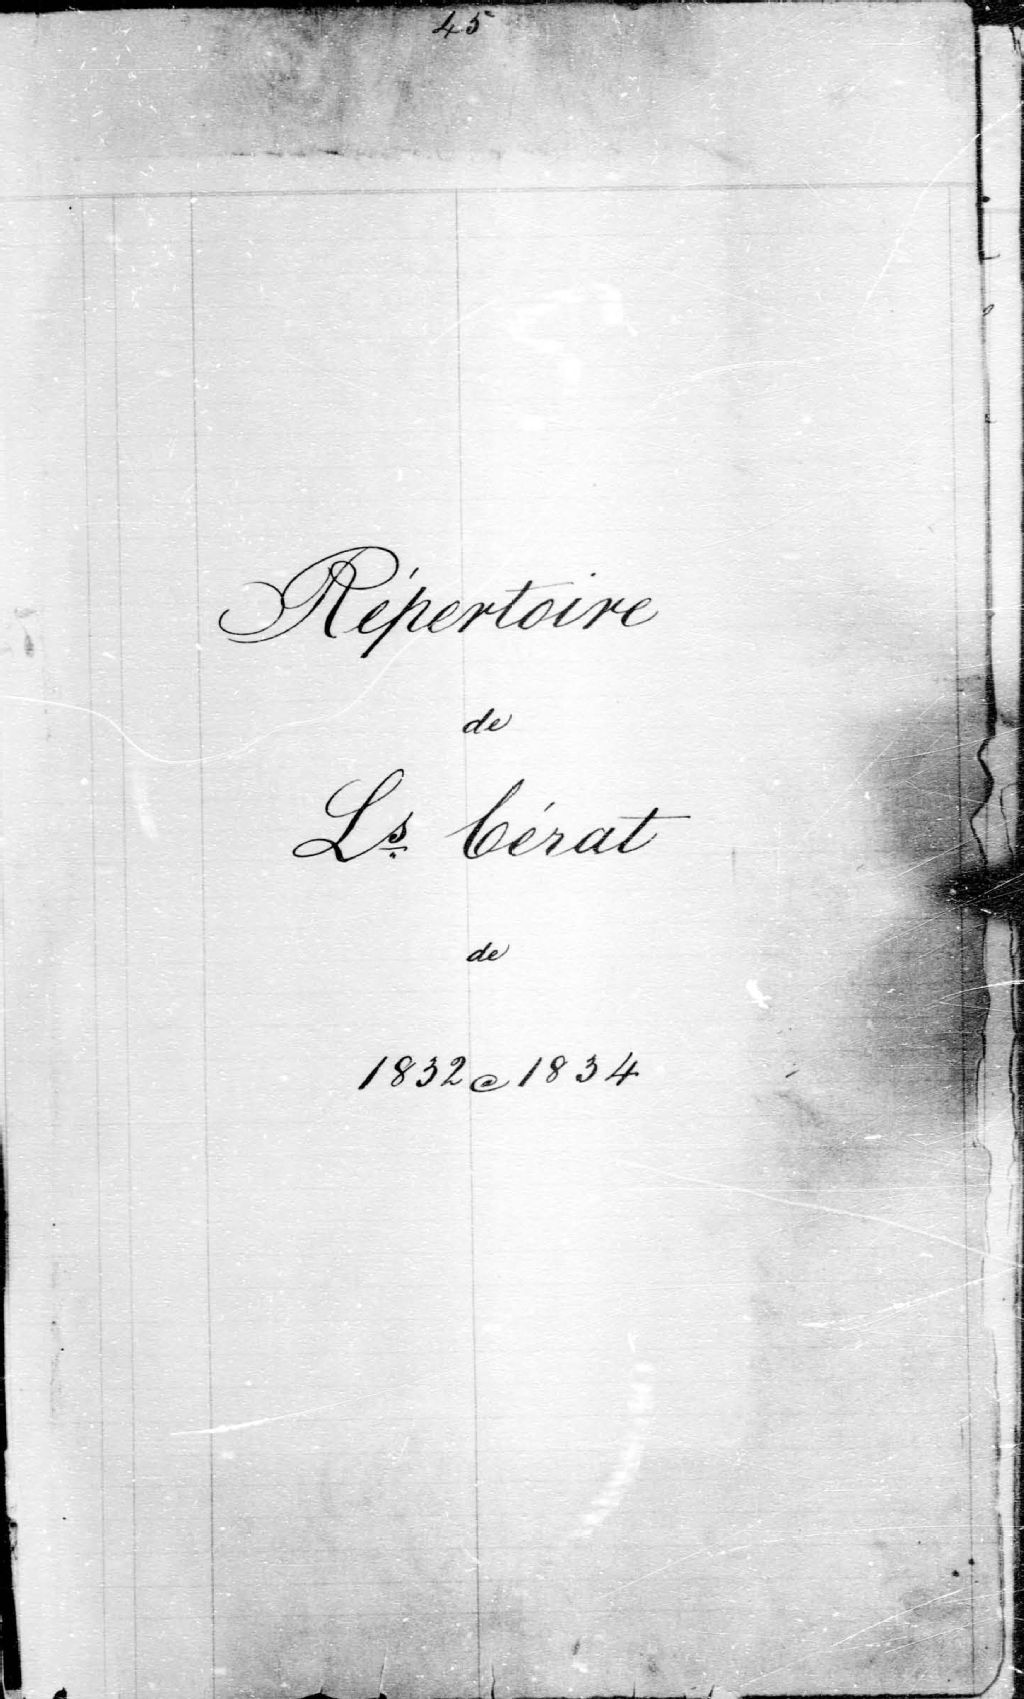 45
Répertoire
de
Ls. Cérat
de
1832 @ 1834